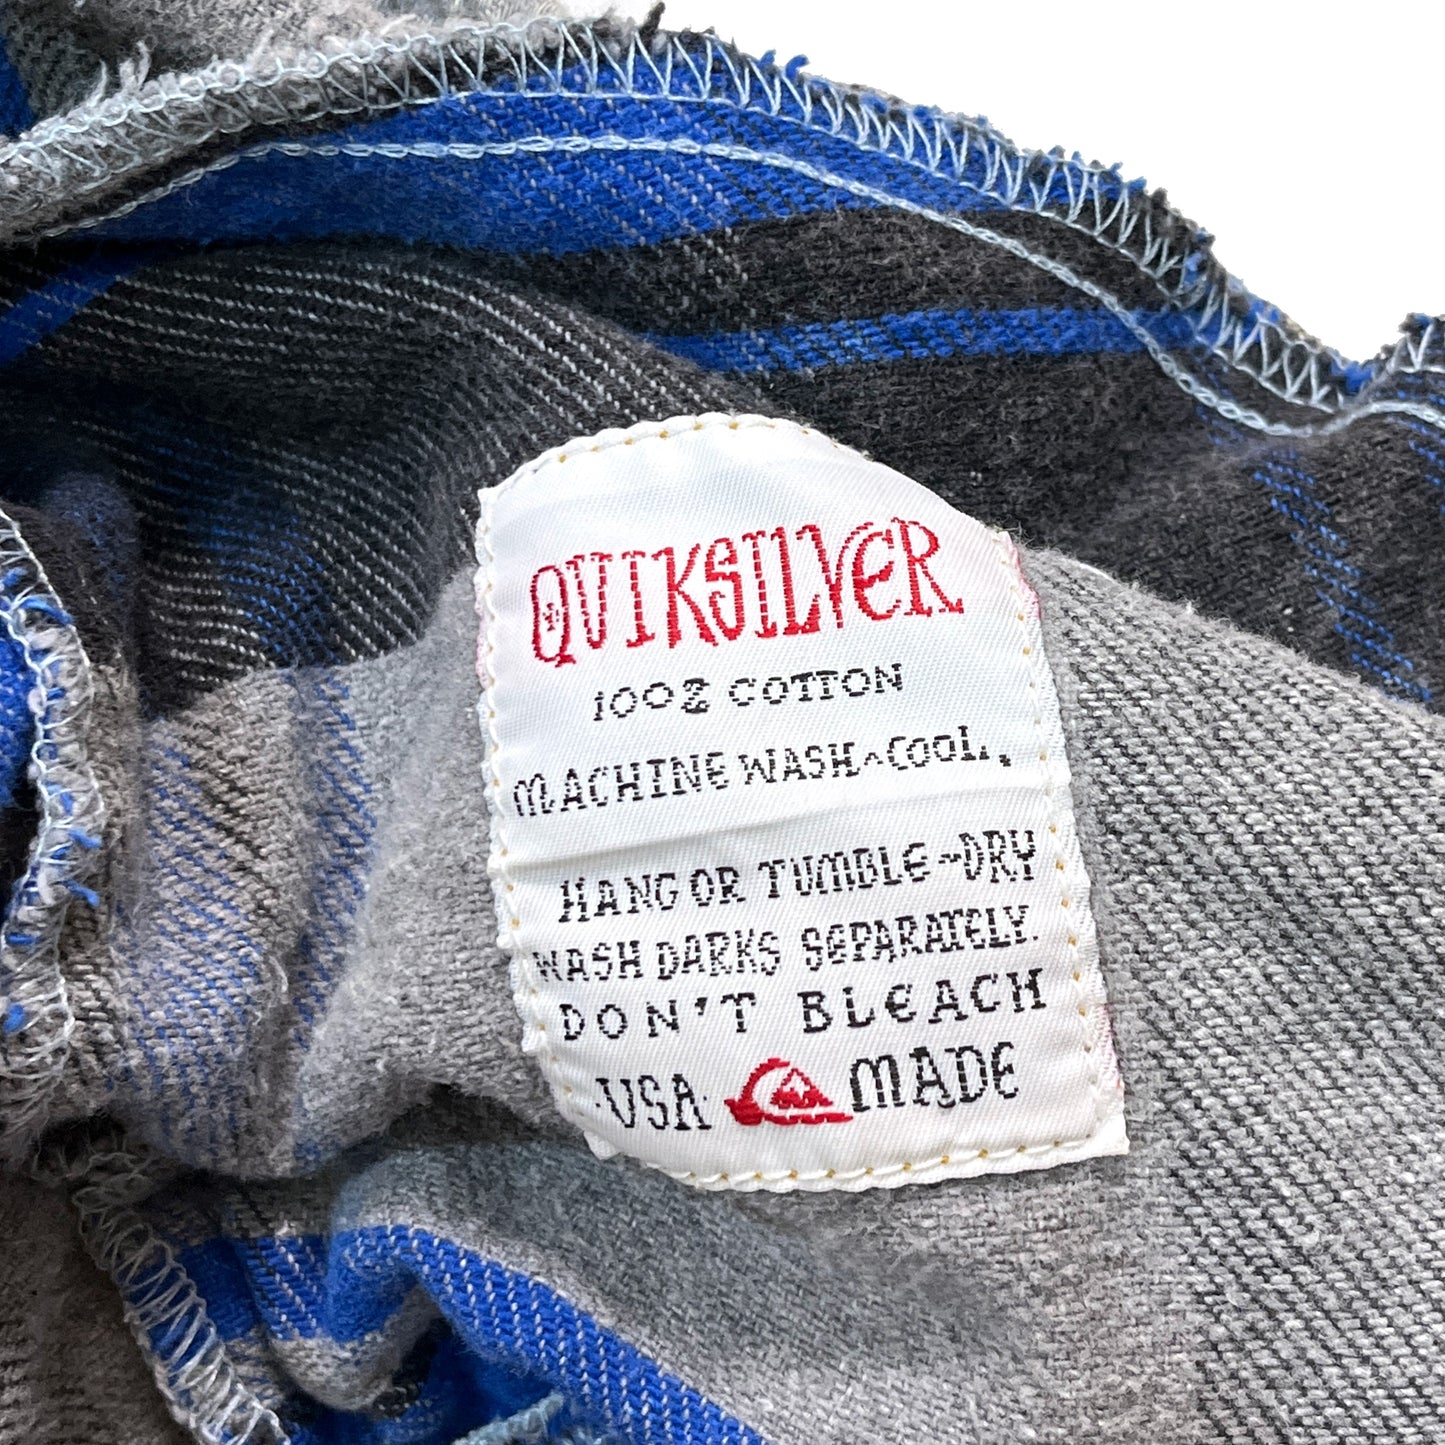 QUIKSILVER
100% COTTON
MACHINE WASH~COOL,
HANG OR TUMBLE~DRY
WASH DARKS SEPARATELY.
DON'T BLEACH
·USA· MADE